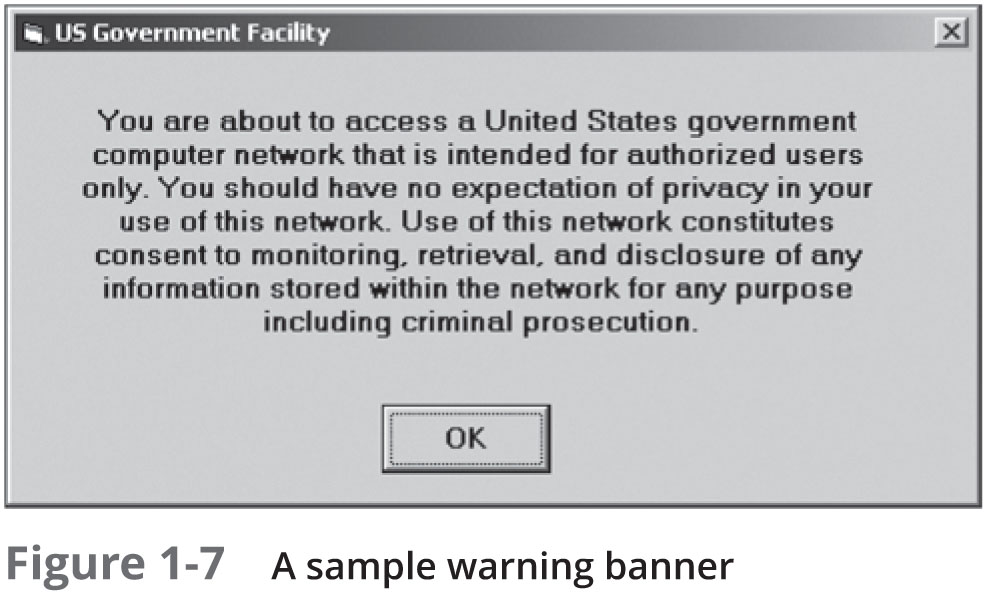 US Government Facility
You are about to access a United States government
computer network that is intended for authorized users
only. You should have no expectation of privacy in your
use of this network. Use of this network constitutes
consent to monitoring, retrieval, and disclosure of any
information stored within the network for any purpose
including criminal prosecution.
OK
Figure 1-7 A sample warning banner